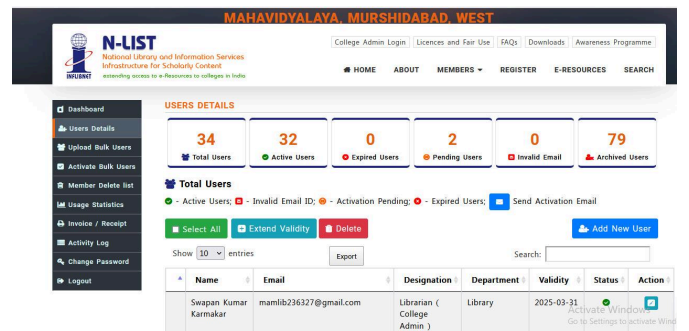 MAHAVIDYALAYA, MURSHIDABAD, WEST
N-LIST
National Library and Information Services
Infrastructure for Scholarly Content
extending access to e-Resources to colleges in India
INFLIBNET
College Admin Login Licences and Fair Use FAQs Downloads Awareness Programme
HOME ABOUT MEMBERS REGISTER E-RESOURCES SEARCH
Dashboard
Users Details
Upload Bulk Users
Activate Bulk Users
Member Delete list
Usage Statistics
Invoice / Receipt
Activity Log
Change Password
Logout
USERS DETAILS
34 32 0 2 0 79
Total Users Active Users Expired Users Pending Users Invalid Email Archived Users
Total Users
- Active Users; - Invalid Email ID; - Activation Pending; - Expired Users; Send Activation Email
Select All Extend Validity Delete Add New User
Show 10 entries Export Search:
Name Email Designation Department Validity Status Action
Swapan Kumar mamlib236327@gmail.com Librarian ( Library 2025-03-31
Karmakar College
Admin )
Activate Windows
Go to Settings to activate Wind